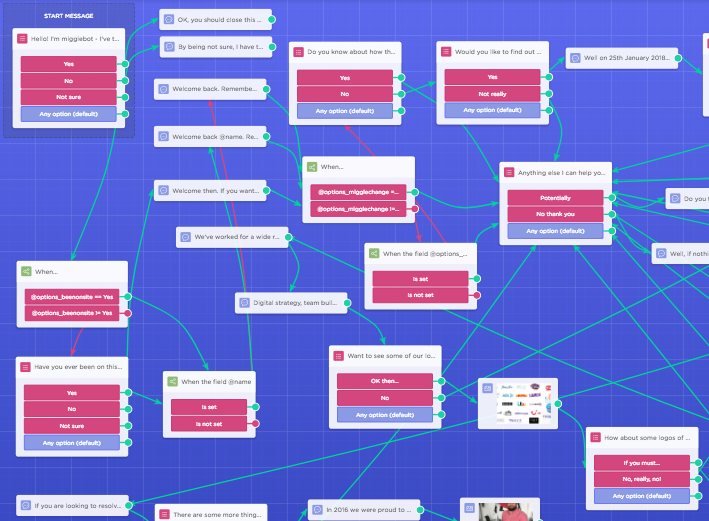 START MESSAGE
Hello! I'm migglebot - I've t...
Yes
No
Not sure
Any option (default)
OK, you should close this ...
By being not sure, I have t...
Welcome back. Remembe...
Welcome back @name. Re...
Welcome then. If you want...
Do you know about how th...
Yes
No
Any option (default)
Would you like to find out ...
Yes
Not really
Any option (default)
Well on 25th January 2018...
When...
@options_migglechange =...
@options_migglechange !=...
Anything else I can help yo...
Potentially
No thank you
Any option (default)
Do you f
Well, if nothi
We've worked for a wide r...
When the field @options_...
Is set
Is not set
When...
@options_beenonsite == Yes
@options_beenonsite != Yes
Digital strategy, team buil...
Have you ever been on this...
Yes
No
Not sure
Any option (default)
When the field @name
Is set
Is not set
Want to see some of our lo...
OK then...
No
Any option (default)
How about some logos of ...
If you must...
No, really, no!
Any option (default)
If you are looking to resolv...
There are some more thing...
In 2016 we were proud to ...